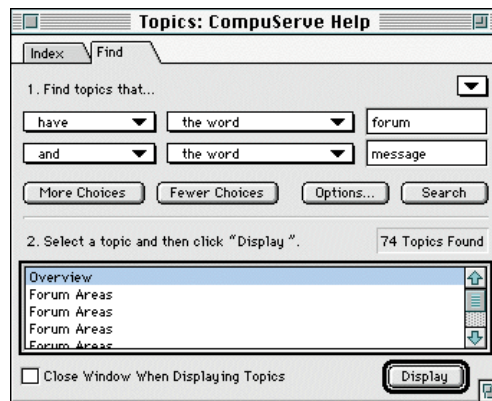 Topics: CompuServe Help
Index Find
1. Find topics that...
have the word forum
and the word message
More Choices Fewer Choices Options... Search
2. Select a topic and then click "Display ". 74 Topics Found
Overview
Forum Areas
Forum Areas
Forum Areas
Forum Areas
Close Window When Displaying Topics Display